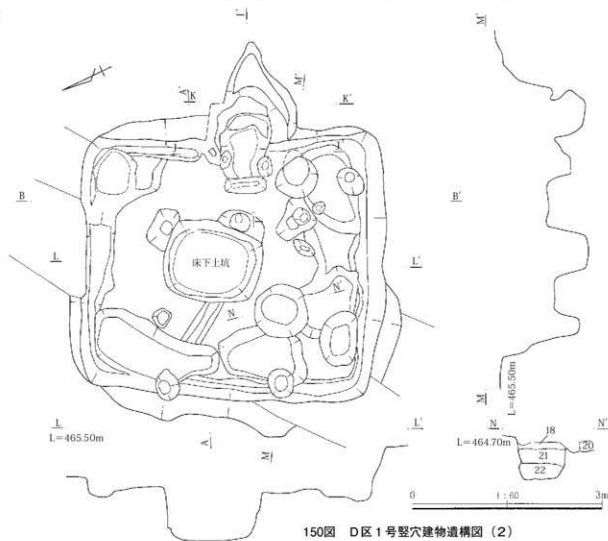 I'
M'
A'
K
K'
B
B'
L
L'
床下土坑
N'
N
L
L=465.50m
L'
A
M
M'
M
L=465.50m
N
N'
L=464.70m
18
20
21
22
0
1:60
3m
150図 D区1号竪穴建物遺構図(2)